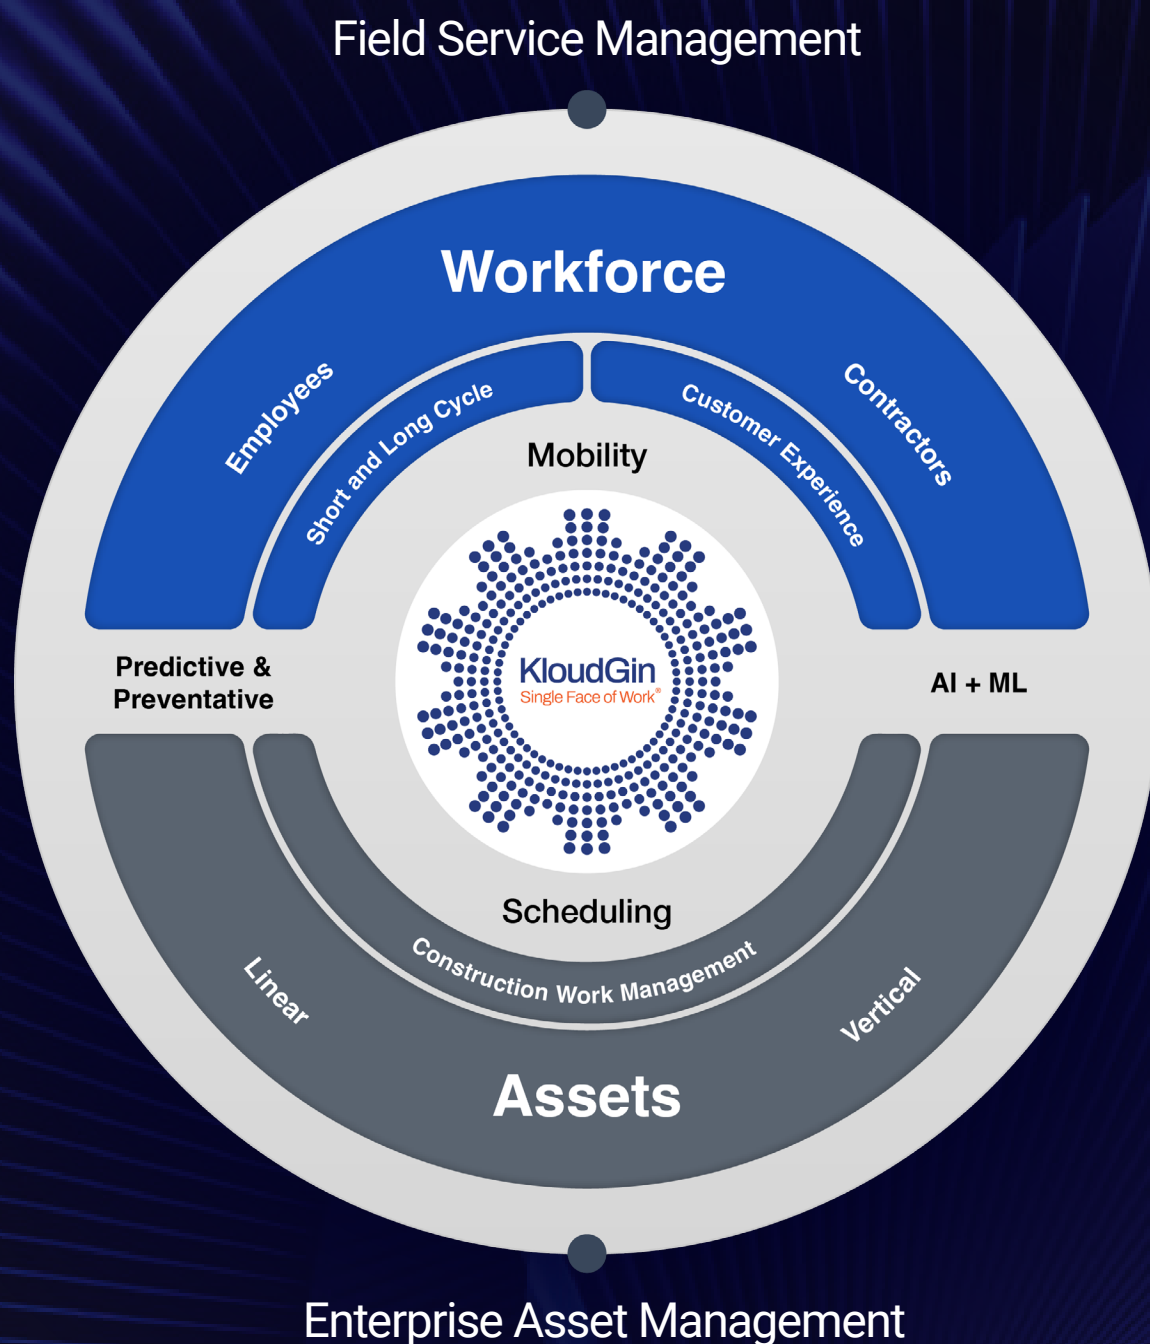 Field Service Management
Workforce
Employees
Contractors
Short and Long Cycle
Customer Experience
Mobility
KloudGin
Single Face of Work®
Predictive &
Preventative
AI + ML
Scheduling
Construction Work Management
Linear
Vertical
Assets
Enterprise Asset Management